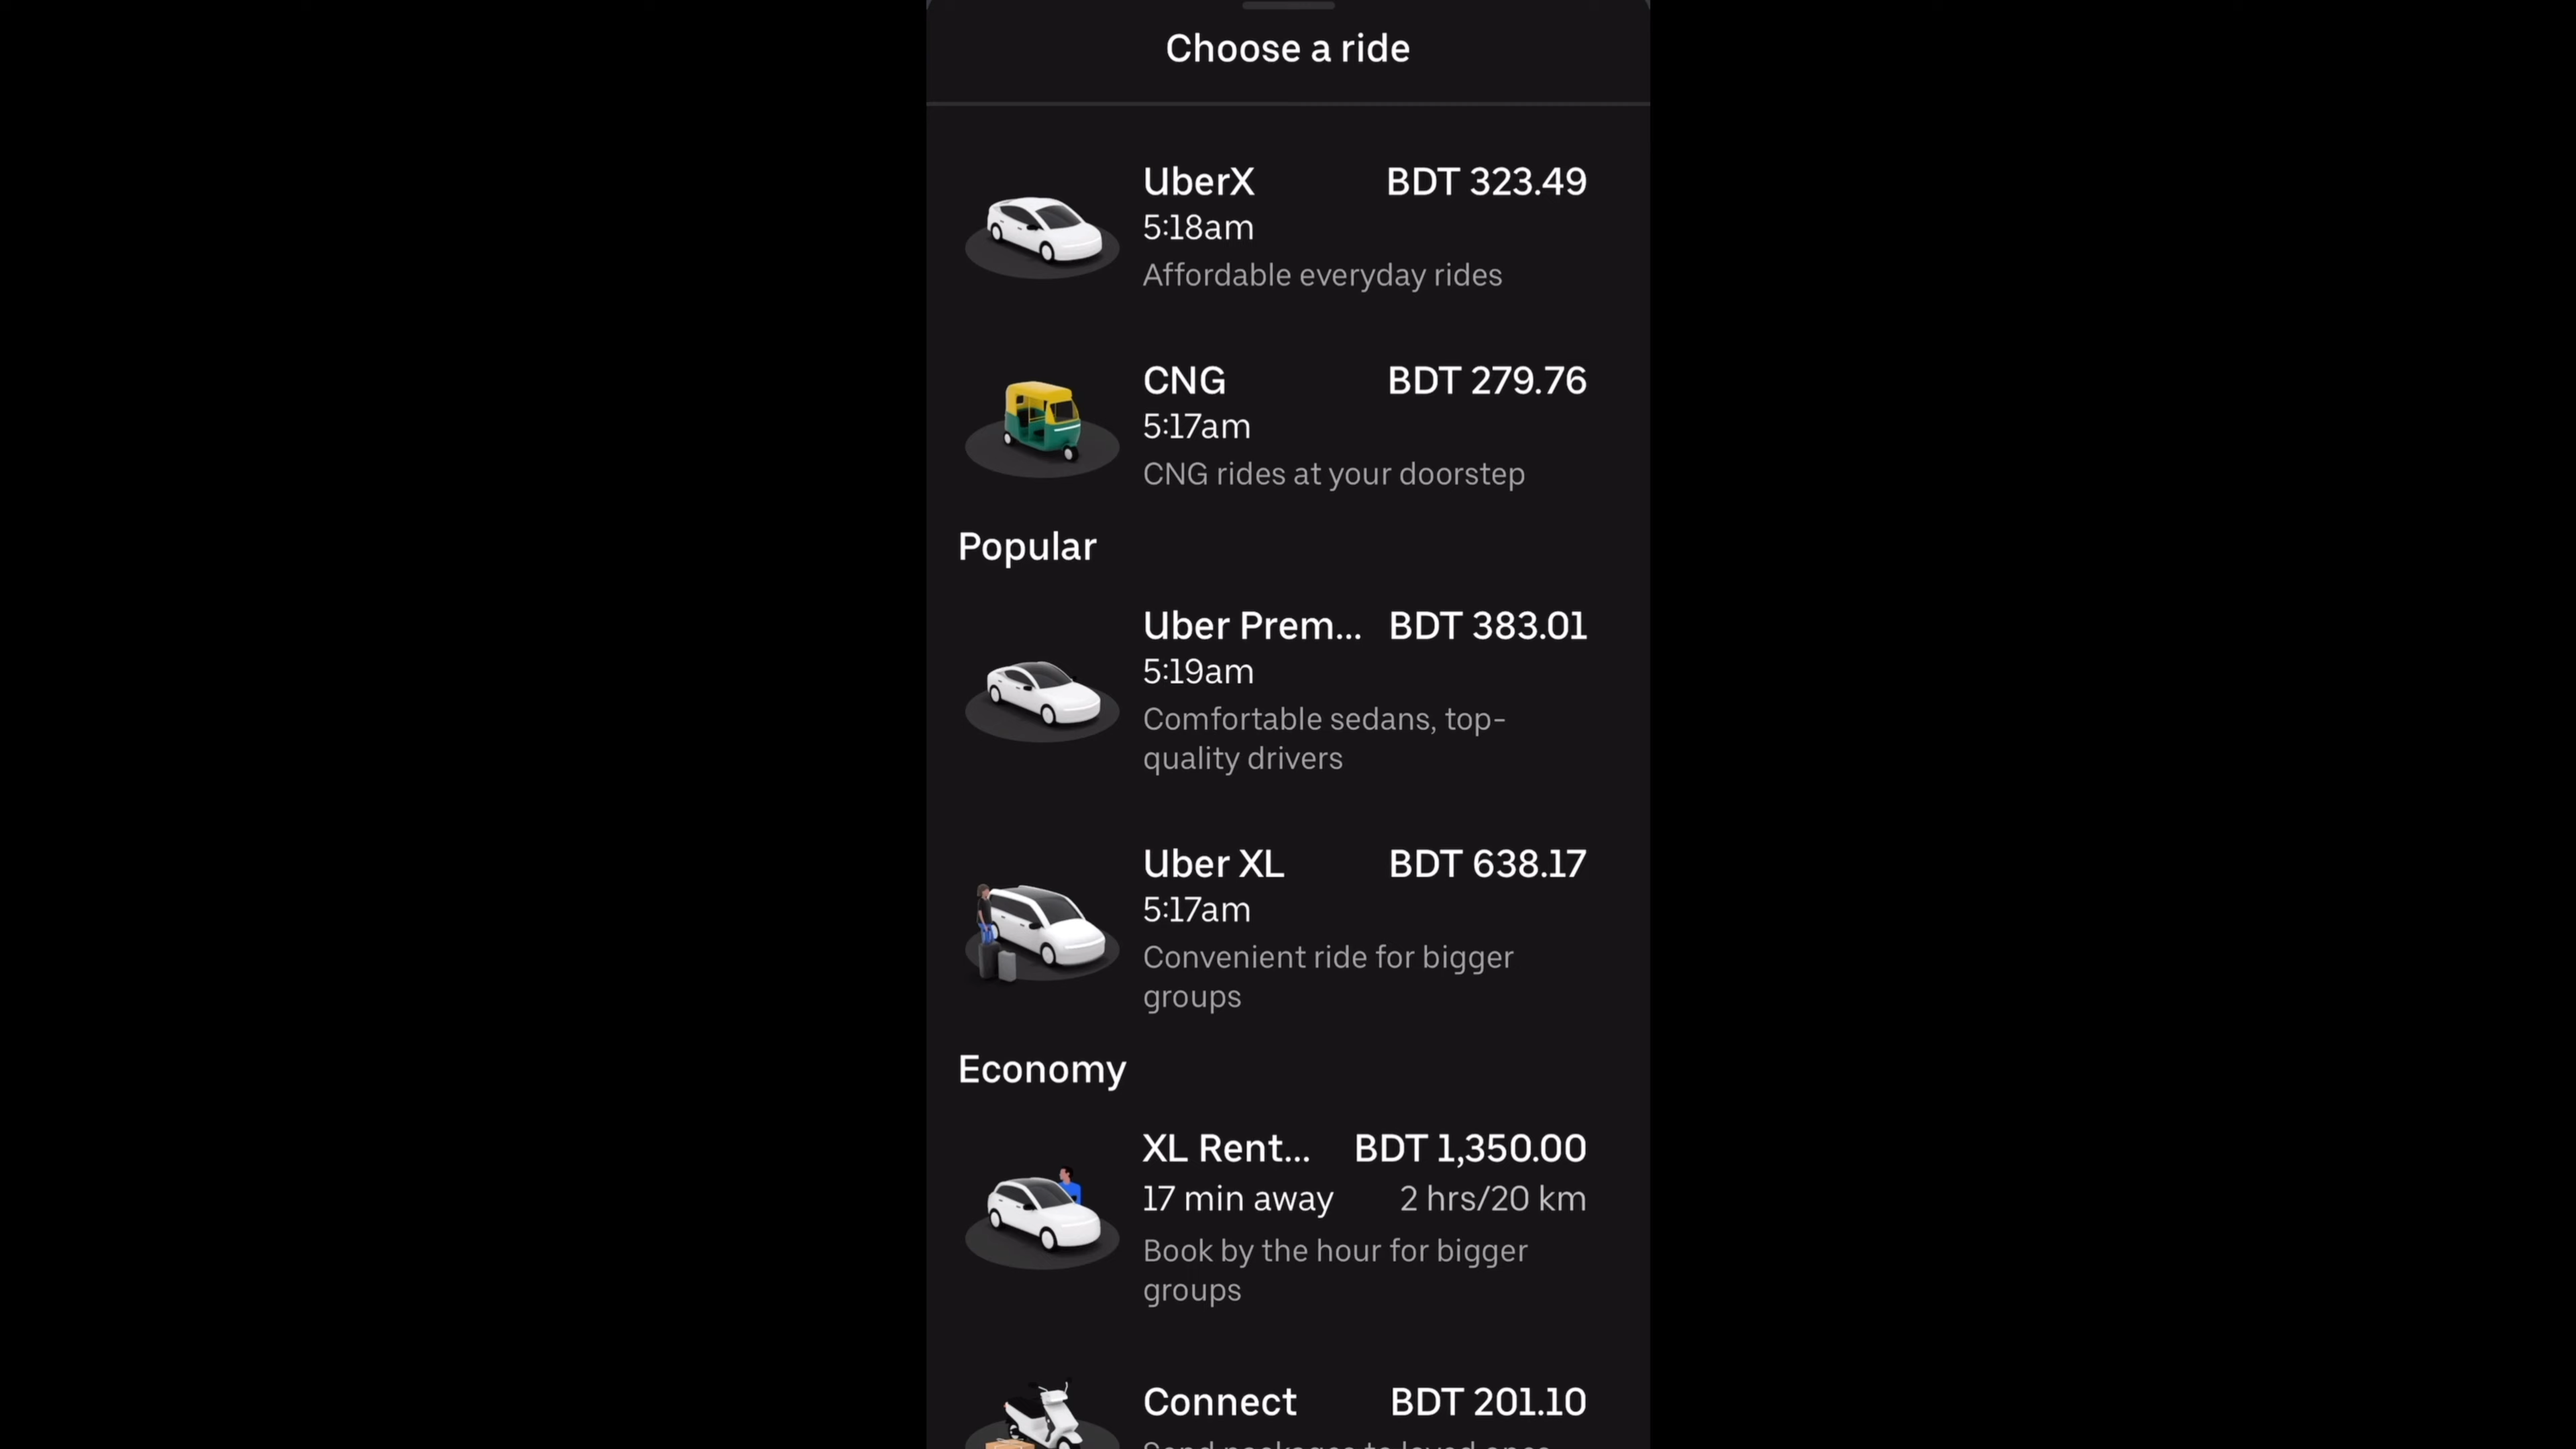 Choose a ride
UberX BDT 323.49
5:18am
Affordable everyday rides
CNG BDT 279.76
5:17am
CNG rides at your doorstep
Popular
Uber Prem... BDT 383.01
5:19am
Comfortable sedans, top-
quality drivers
Uber XL BDT 638.17
5:17am
Convenient ride for bigger
groups
Economy
XL Rent... BDT 1,350.00
17 min away 2 hrs/20 km
Book by the hour for bigger
groups
Connect BDT 201.10